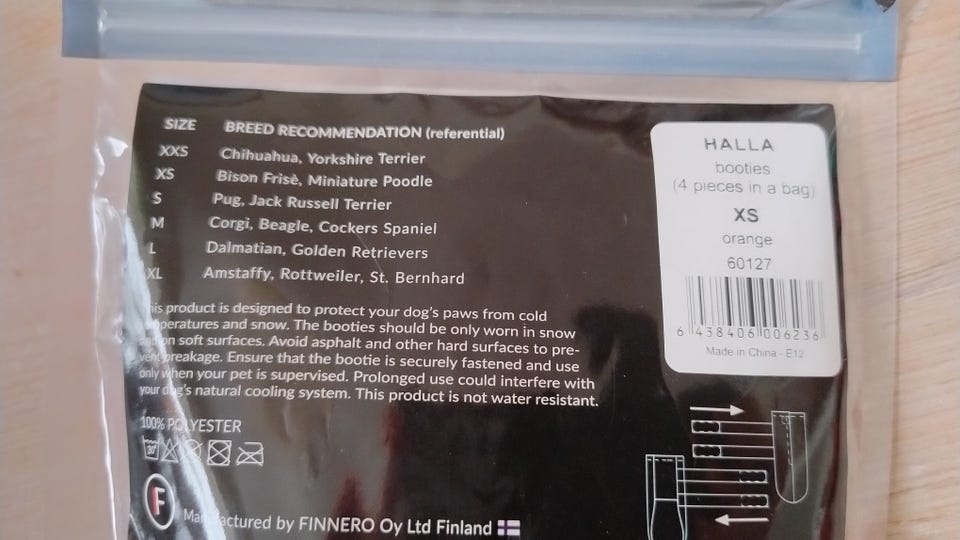 SIZE BREED RECOMMENDATION (referential)
XXS Chihuahua, Yorkshire Terrier
XS Bison Frisè, Miniature Poodle
S Pug, Jack Russell Terrier
M Corgi, Beagle, Cockers Spaniel
L Dalmatian, Golden Retrievers
XL Amstaffy, Rottweiler, St. Bernhard
This product is designed to protect your dog's paws from cold
temperatures and snow. The booties should be only worn in snow
and on soft surfaces. Avoid asphalt and other hard surfaces to pre-
vent breakage. Ensure that the bootie is securely fastened and use
only when your pet is supervised. Prolonged use could interfere with
your dog's natural cooling system. This product is not water resistant.
100% POLYESTER
30°
F
Manufactured by FINNERO Oy Ltd Finland
HALLA
booties
(4 pieces in a bag)
XS
orange
60127
6 438406 006236
Made in China - E12